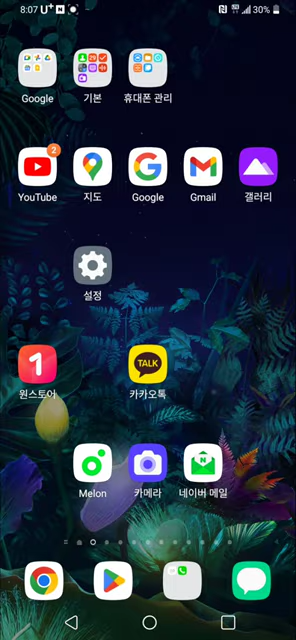 8:07 U+ N 30%
Google 기본 휴대폰 관리
29
2
YouTube 지도 Google Gmail 갤러리
설정
1 TALK
원스토어 카카오톡
N
Melon 카메라 네이버 메일